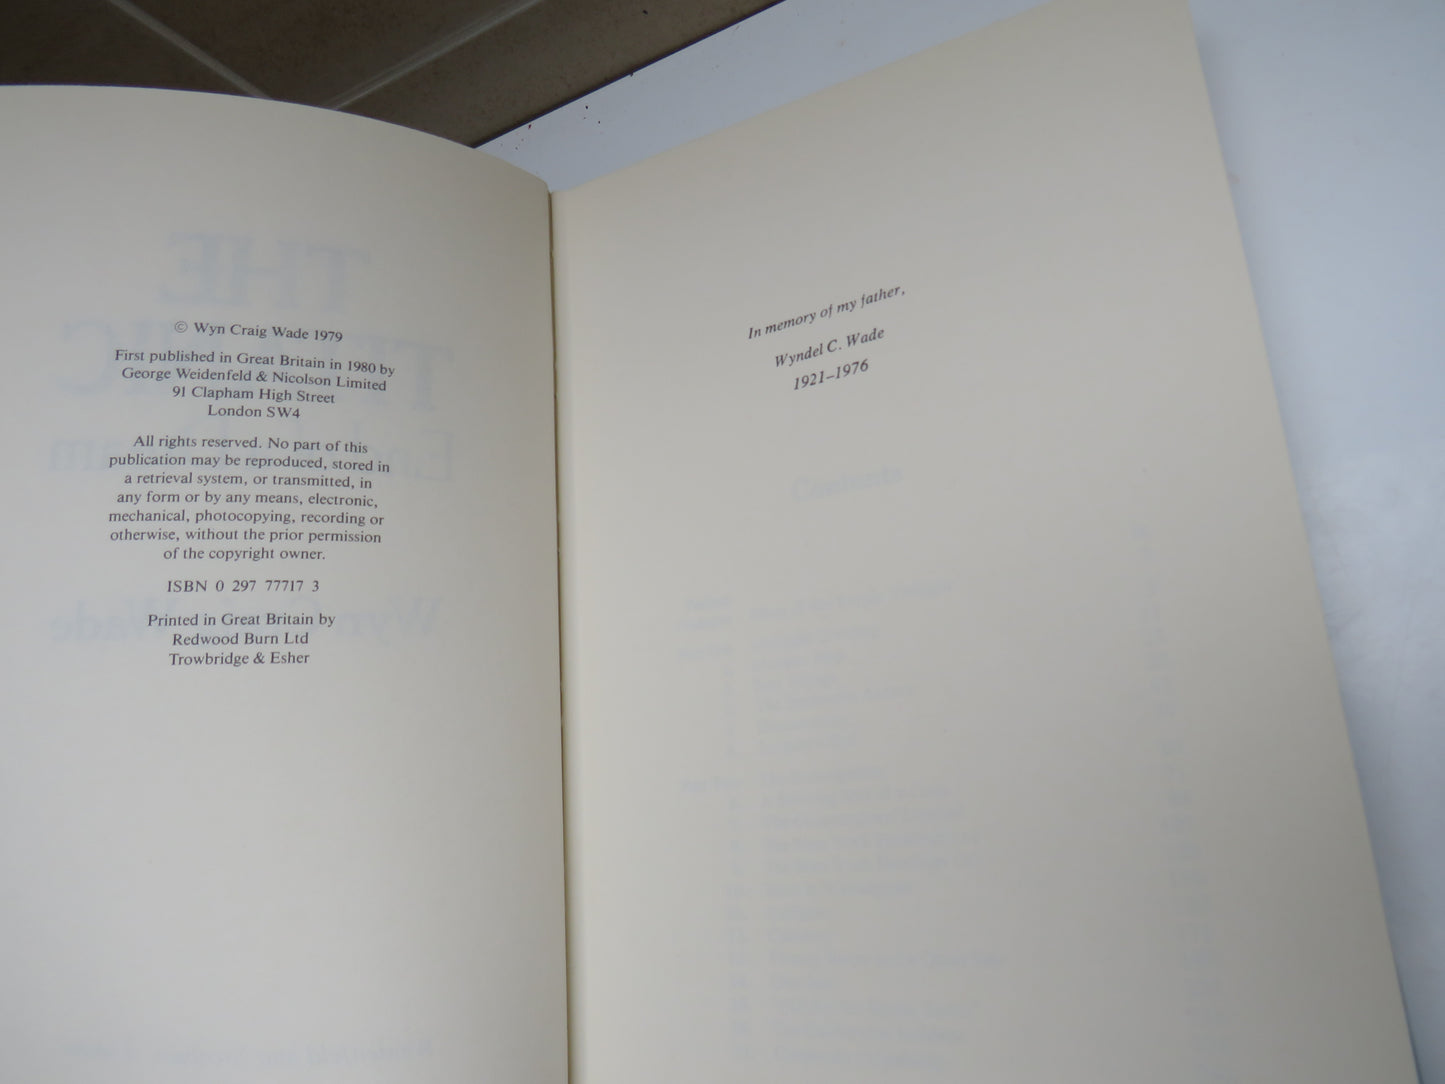 © Wyn Craig Wade 1979
First published in Great Britain in 1980 by
George Weidenfeld & Nicolson Limited
91 Clapham High Street
London SW4
All rights reserved. No part of this
publication may be reproduced, stored in
a retrieval system, or transmitted, in
any form or by any means, electronic,
mechanical, photocopying, recording or
otherwise, without the prior permission
of the copyright owner.
ISBN 0 297 77717 3
Printed in Great Britain by
Redwood Burn Ltd
Trowbridge & Esher
In memory of my father,
Wyndel C. Wade
1921–1976